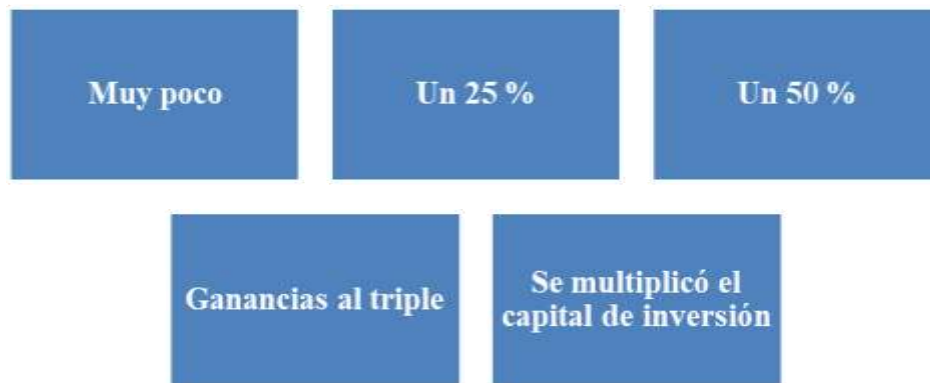 Muy poco
Un 25 %
Un 50 %
Ganancias al triple
Se multiplicó el
capital de inversión